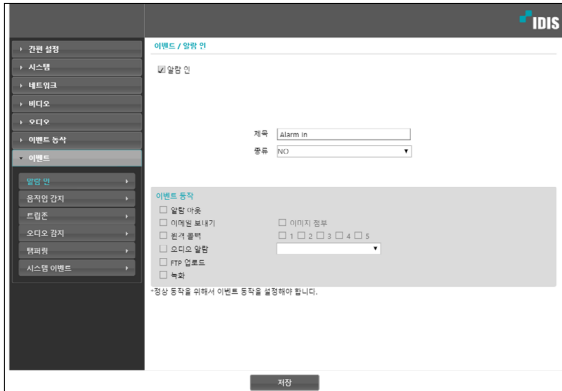 IDIS
간편 설정
시스템
네트워크
비디오
오디오
이벤트 동작
이벤트
알람 인
움직임 감지
트립존
오디오 감지
탬퍼링
시스템 이벤트
이벤트 / 알람 인
알람 인
제목 Alarm In
종류 NO
이벤트 동작
알람 아웃
이메일 보내기 이미지 첨부
원격 콜백 1 2 3 4 5
오디오 알람
FTP 업로드
녹화
*정상 동작을 위해서 이벤트 동작을 설정해야 합니다.
저장